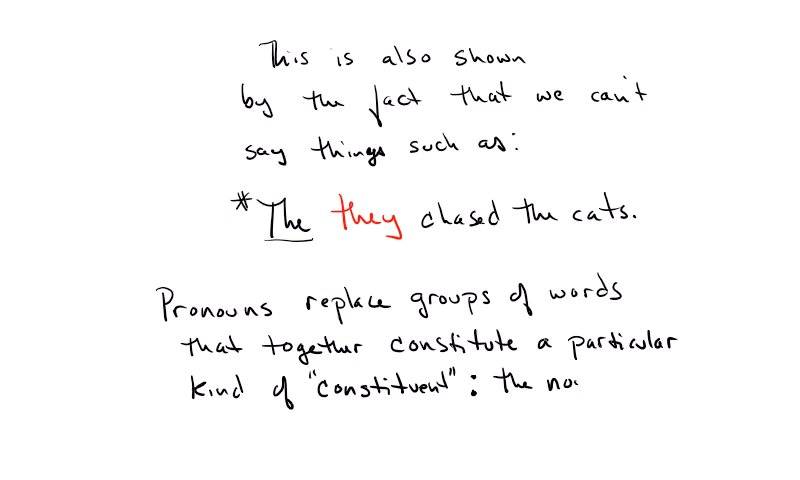 This is also shown
by the fact that we can't
say things such as:
*The they chased the cats.
Pronouns replace groups of words
that together constitute a particular
kind of "constituent": the no